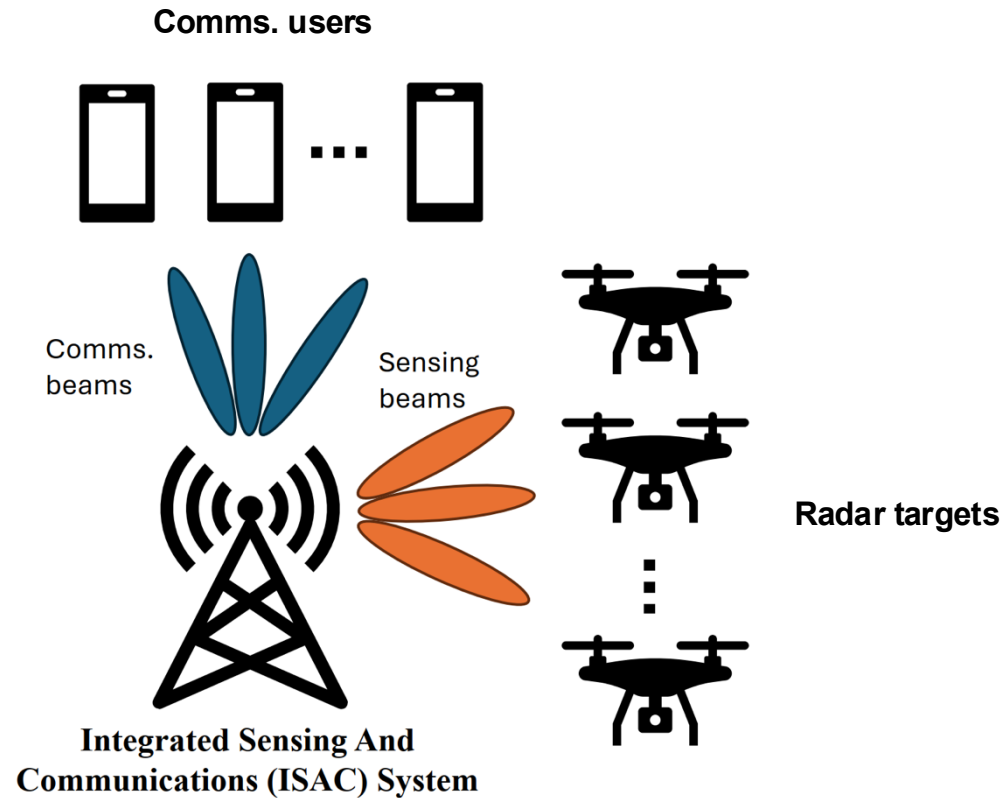 Comms. users
Comms.
beams
Sensing
beams
Radar targets
Integrated Sensing And
Communications (ISAC) System